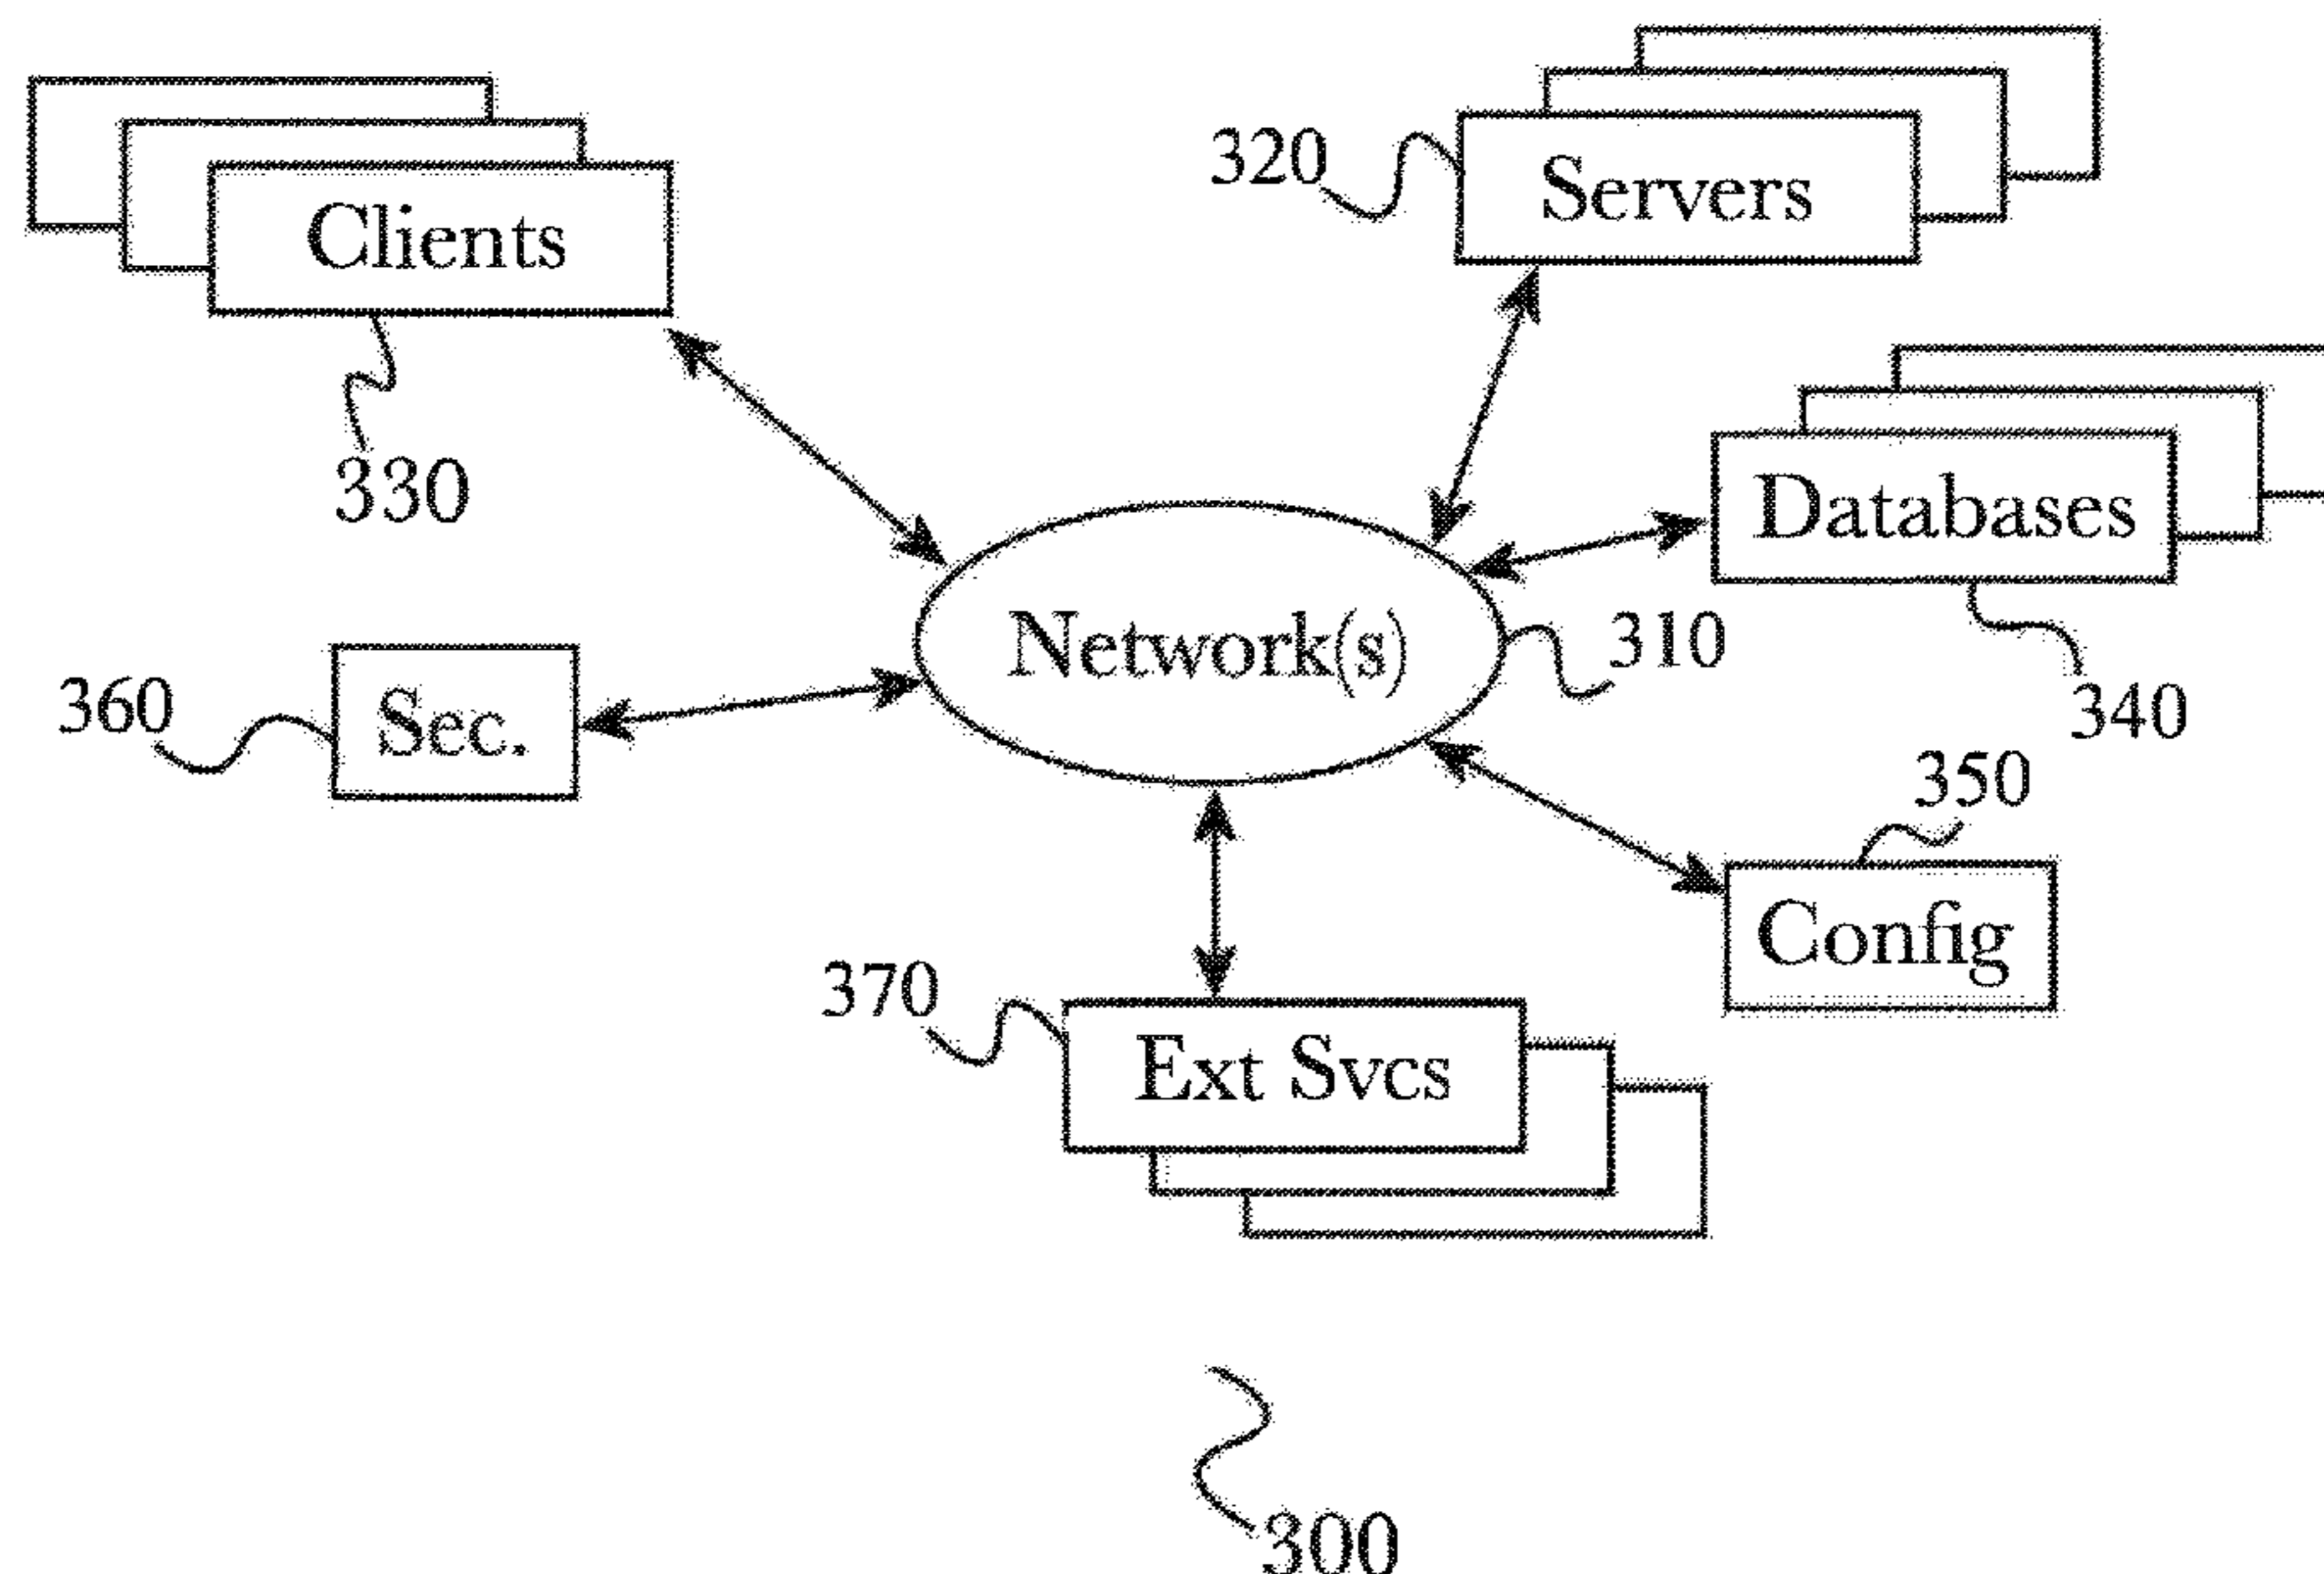 320
Servers
Clients
330
Databases
Network(s)
310
340
360
Sec.
350
Config
370
Ext Svcs
300